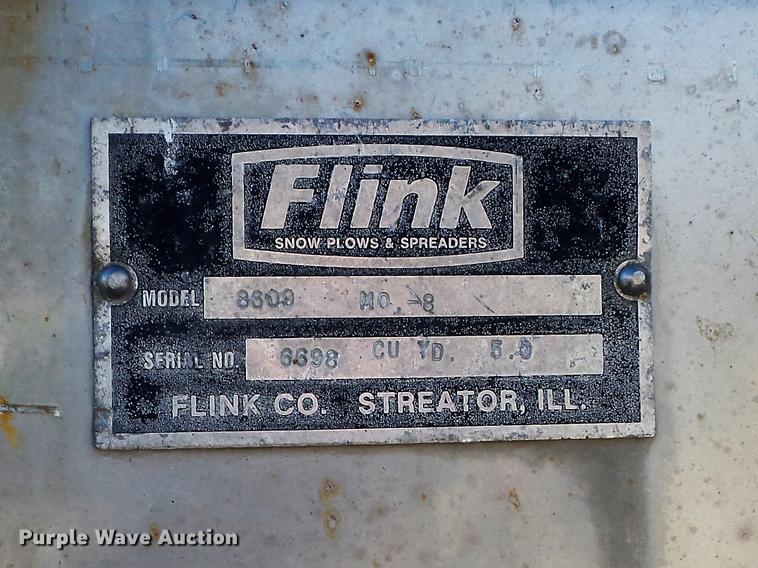 Flink
SNOW PLOWS & SPREADERS
MODEL 8609 MO.-8
SERIAL NO. 6698 CU YD. 5.0
FLINK CO. STREATOR, ILL.
Purple Wave Auction